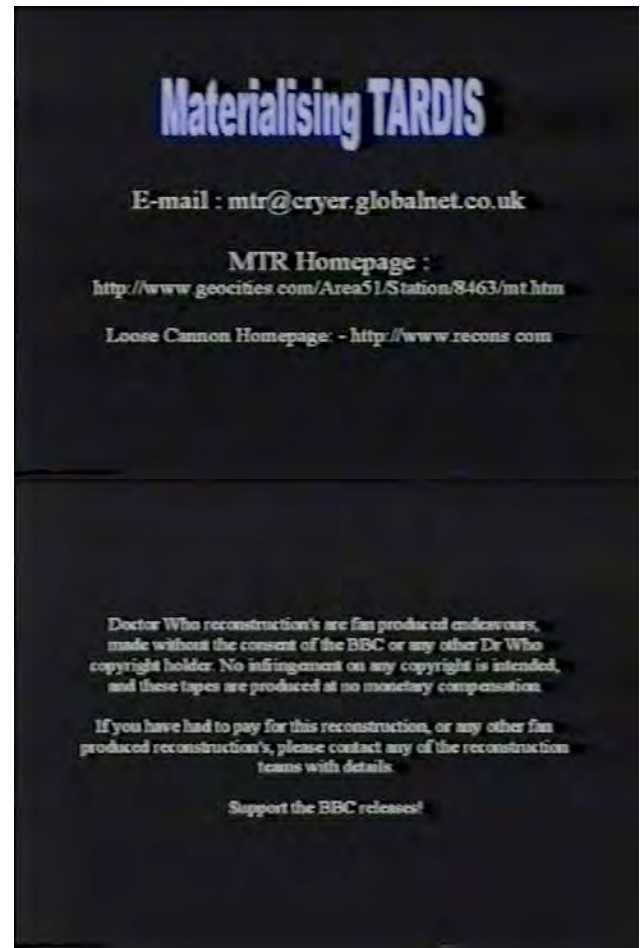 Materialising TARDIS
E-mail : mtr@cryer.globalnet.co.uk
MTR Homepage :
http://www.geocities.com/Area51/Station/8463/mt.htm
Loose Cannon Homepage: - http://www.recons.com
Doctor Who reconstruction's are fan produced endeavours,
made without the consent of the BBC or any other Dr Who
copyright holder. No infringement on any copyright is intended,
and these tapes are produced at no monetary compensation.
If you have had to pay for this reconstruction, or any other fan
produced reconstruction's, please contact any of the reconstruction
teams with details.
Support the BBC releases!